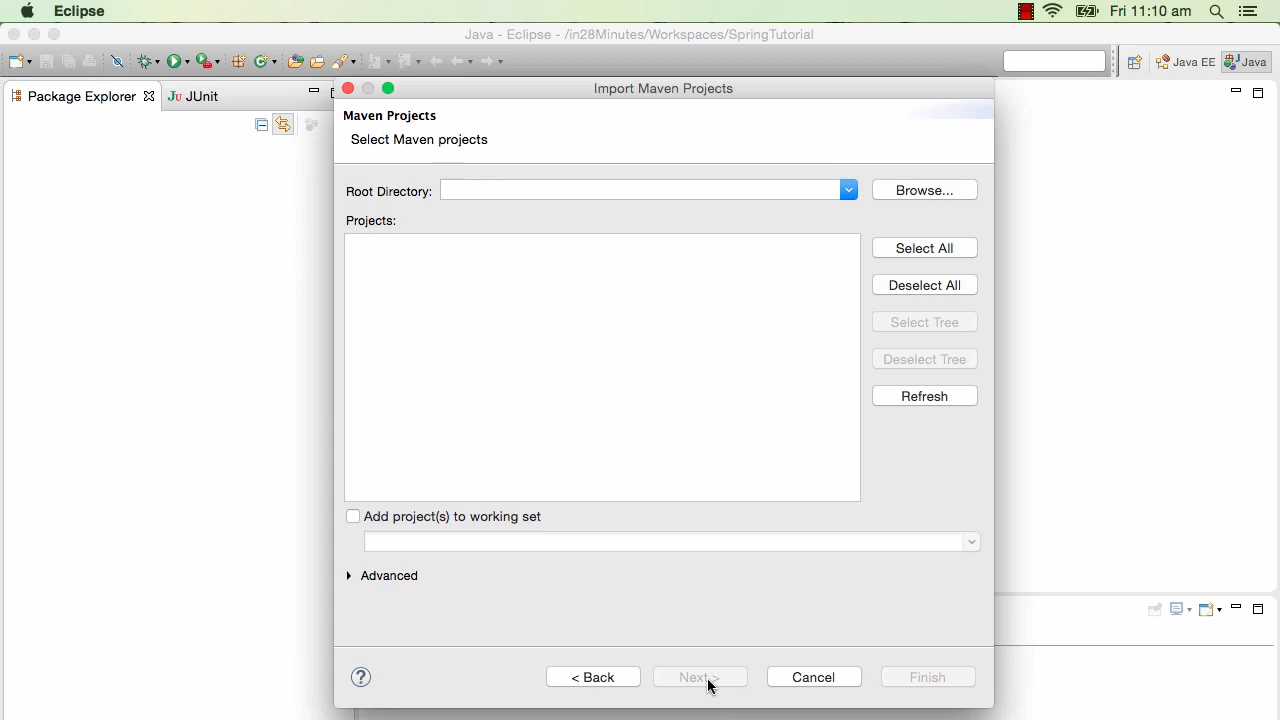 Eclipse
Fri 11:10 am
Java - Eclipse - /in28Minutes/Workspaces/SpringTutorial
Java EE
Java
Package Explorer
JUnit
Import Maven Projects
Maven Projects
Select Maven projects
Root Directory:
Browse...
Projects:
Select All
Deselect All
Select Tree
Deselect Tree
Refresh
Add project(s) to working set
Advanced
?
< Back
Next >
Cancel
Finish